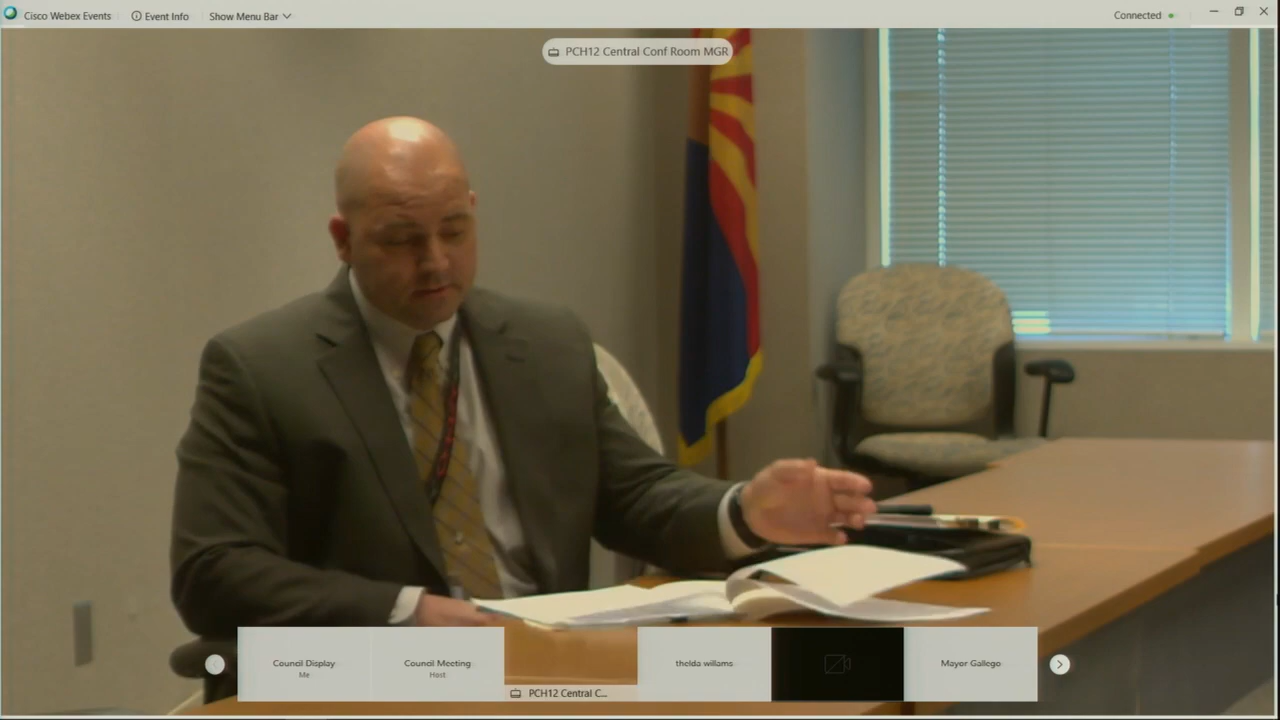 Cisco Webex Events
Event Info
Show Menu Bar
Connected
PCH12 Central Conf Room MGR
Council Display
Me
Council Meeting
Host
PCH12 Central C...
thelda willams
Mayor Gallego